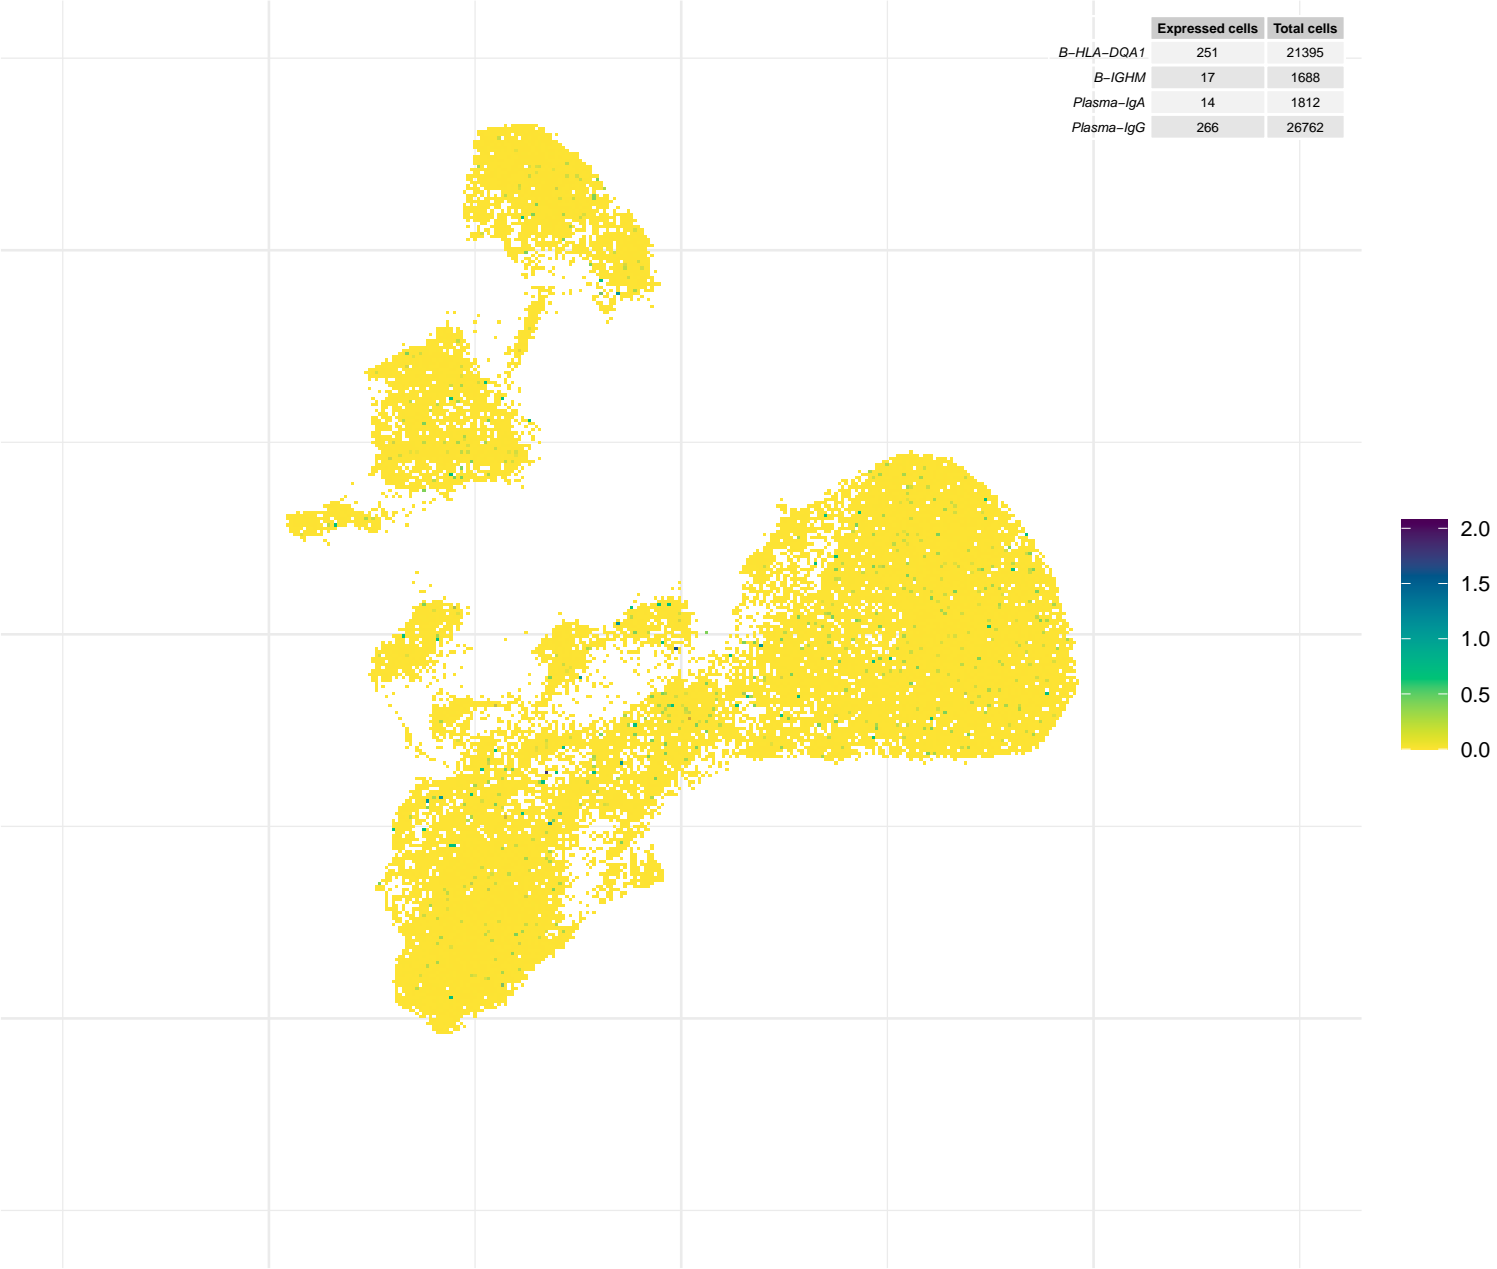 Expressed cells Total cells
B−HLA−DQA1 251 21395
B−IGHM 17 1688
Plasma−IgA 14 1812
Plasma−IgG 266 26762
2.0
1.5
1.0
0.5
0.0